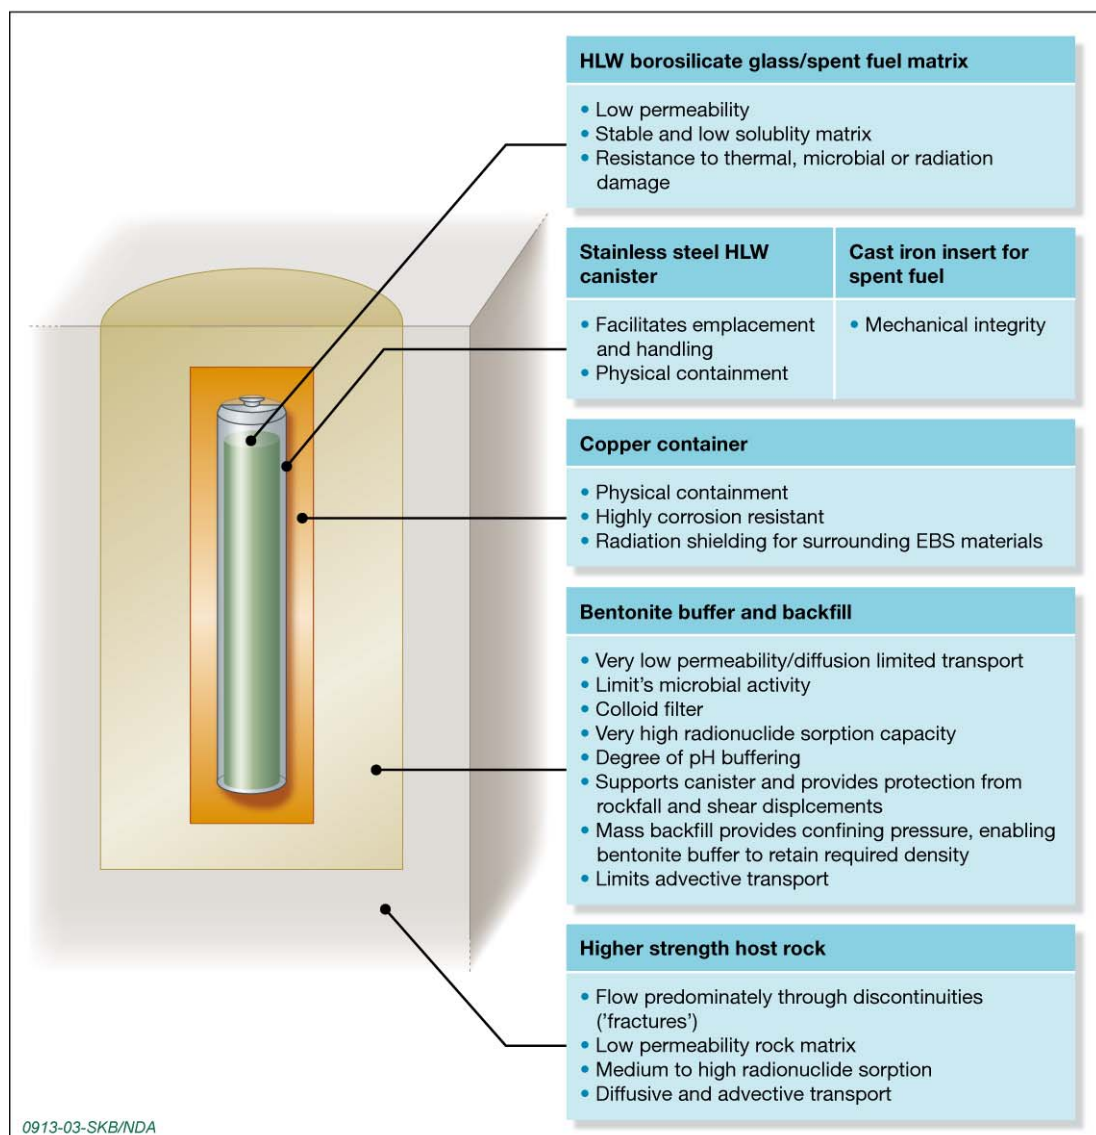 HLW borosilicate glass/spent fuel matrix
• Low permeability
• Stable and low solublity matrix
• Resistance to thermal, microbial or radiation
damage
Stainless steel HLW
canister
• Facilitates emplacement
and handling
• Physical containment
Cast iron insert for
spent fuel
• Mechanical integrity
Copper container
• Physical containment
• Highly corrosion resistant
• Radiation shielding for surrounding EBS materials
Bentonite buffer and backfill
• Very low permeability/diffusion limited transport
• Limit's microbial activity
• Colloid filter
• Very high radionuclide sorption capacity
• Degree of pH buffering
• Supports canister and provides protection from
rockfall and shear displcements
• Mass backfill provides confining pressure, enabling
bentonite buffer to retain required density
• Limits advective transport
Higher strength host rock
• Flow predominately through discontinuities
('fractures')
• Low permeability rock matrix
• Medium to high radionuclide sorption
• Diffusive and advective transport
0913-03-SKB/NDA